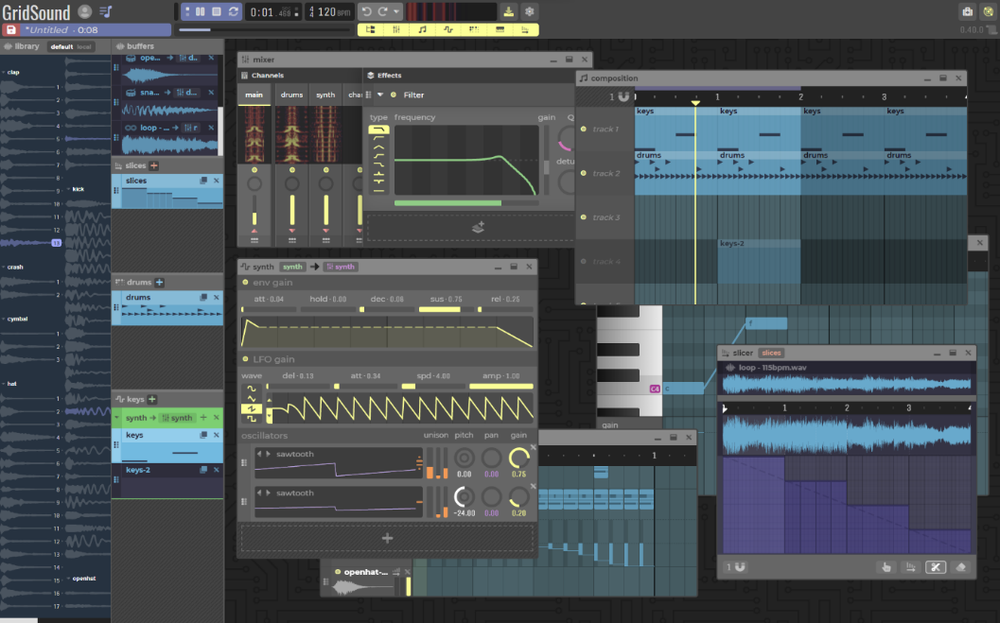 GridSound
*Untitled - 0:08
0:01.468
4 4 120 BPM
0.40.0
library default local
clap
1
2
3
4
5
6
7
8
kick
9
10
11
12
13
crash
1
2
cymbal
1
2
3
hat
1
2
3
4
5
6
7
8
9
10
11
12
13
14
openhat
15
16
17
buffers
ope... → d..
sna... → d...
loop - ... → r
slices
slices
drums
drums
keys
synth → synth
keys
keys-2
mixer
Channels
main drums synth cha
Effects
Filter
type frequency gain Q
detu
synth synth → synth
env gain
att · 0.04 hold · 0.00 dec · 0.08 sus · 0.75 rel · 0.25
LFO gain
wave del · 0.13 att · 0.34 spd · 4.00 amp · 1.00
oscillators unison pitch pan gain
sawtooth
0.00 0.00 0.75
sawtooth
-24.00 0.00 0.20
openhat-...
1
composition
1 1 2 3
track 1 keys keys keys keys
track 2 drums drums drums drums
track 3
track 4 keys-2
f
C4 c
gain
slicer slices
loop - 115bpm.wav
1 2 3
1